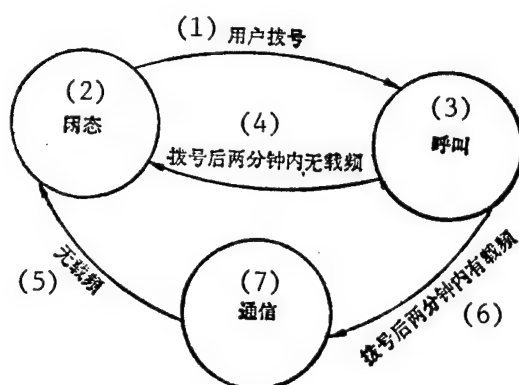 (1) 用户拨号
(2)
闲态
(3)
呼叫
(4)
拨号后两分钟内无载频
(5) 无载频
(6) 拨号后两分钟内有载频
(7)
通信